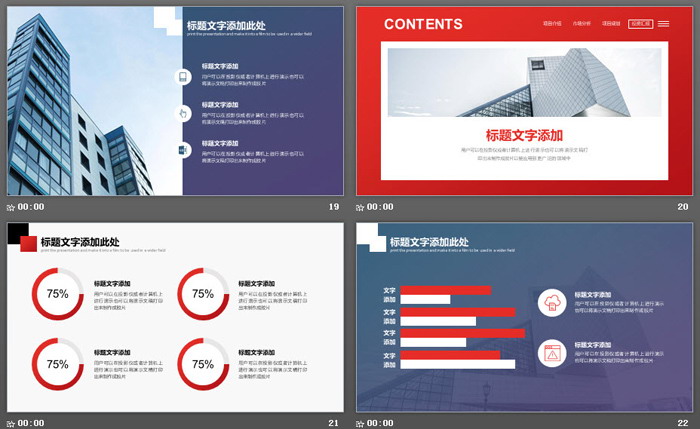 标题文字添加此处
print the presentation and make it into a film to be used in a wider field
标题文字添加
用户可以在投影仪或者计算机上进行演示也可以
将演示文稿打印出来制作成胶片
标题文字添加
用户可以在投影仪或者计算机上进行演示也可以
将演示文稿打印出来制作成胶片
标题文字添加
用户可以在投影仪或者计算机上进行演示也可以
将演示文稿打印出来制作成胶片
00:00
19
CONTENTS
项目介绍
市场分析
项目规划
标题文字添加
用户可以在投影仪或者计算机上进行演示也可以将演示文稿打
印出来制作成胶片以便应用到更广泛的领域中
00:00
20
标题文字添加此处
print the presentation and make it into a film to be used in a wider field
75%
标题文字添加
用户可以在投影仪或者计算机上
进行演示也可以将演示文稿打印
出来制作成胶片
75%
标题文字添加
用户可以在投影仪或者计算机上
进行演示也可以将演示文稿打印
出来制作成胶片
75%
标题文字添加
用户可以在投影仪或者计算机上
进行演示也可以将演示文稿打印
出来制作成胶片
75%
标题文字添加
用户可以在投影仪或者计算机上
进行演示也可以将演示文稿打印
出来制作成胶片
00:00
21
标题文字添加此处
print the presentation and make it into a film to be used in a wider field
文字
添加
文字
添加
文字
添加
文字
添加
标题文字添加
用户可以在投影仪或者计算机上进行演示
也可以将演示文稿打印出来制作成胶片
标题文字添加
用户可以在投影仪或者计算机上进行演示
也可以将演示文稿打印出来制作成胶片
00:00
22